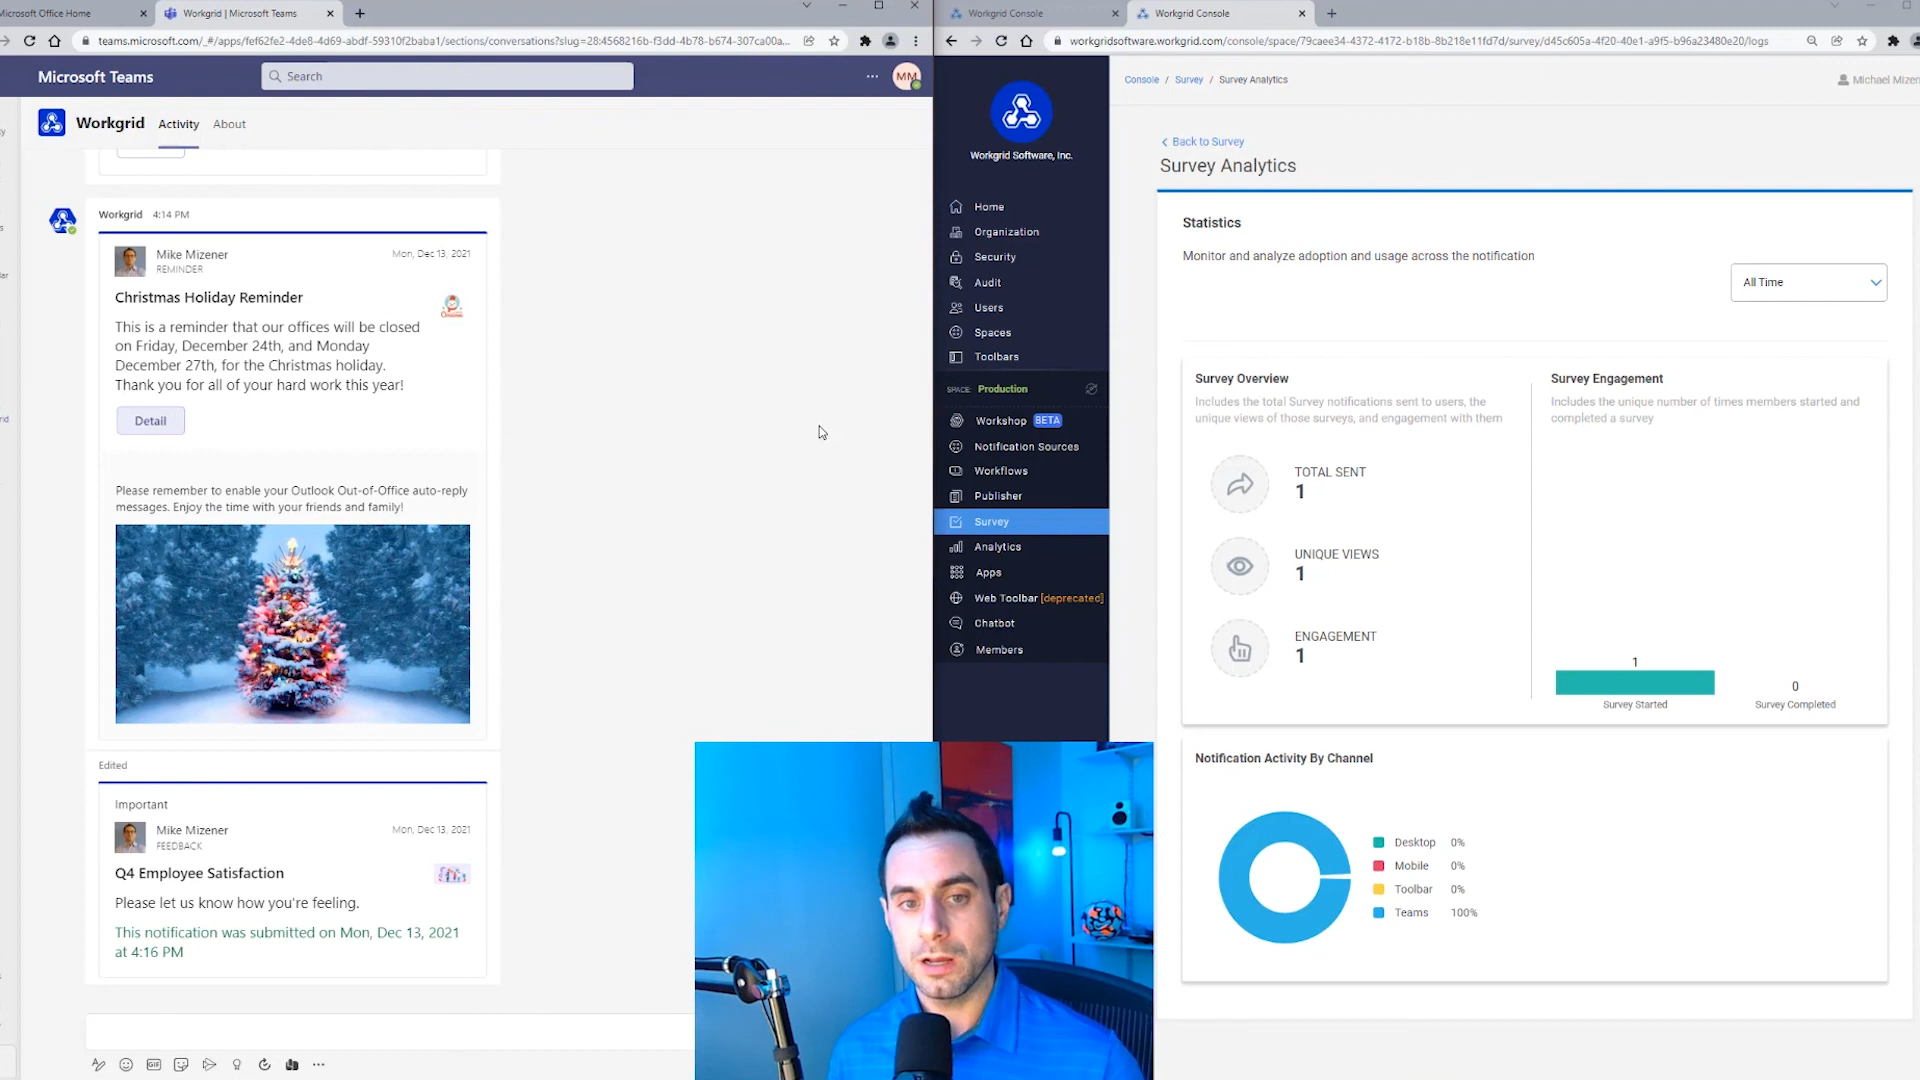 Microsoft Office Home
Workgrid | Microsoft Teams
teams.microsoft.com/_#/apps/fef62fe2-4de8-4d69-abdf-59310f2baba1/sections/conversations?slug=28:4568216b-f3dd-4b78-b674-307ca00a...
Microsoft Teams
Search
MM
Workgrid
Activity
About
Workgrid 4:14 PM
Mike Mizener
REMINDER
Mon, Dec 13, 2021
Christmas Holiday Reminder
This is a reminder that our offices will be closed
on Friday, December 24th, and Monday
December 27th, for the Christmas holiday.
Thank you for all of your hard work this year!
Detail
Please remember to enable your Outlook Out-of-Office auto-reply
messages. Enjoy the time with your friends and family!
Edited
Important
Mike Mizener
FEEDBACK
Mon, Dec 13, 2021
Q4 Employee Satisfaction
Please let us know how you're feeling.
This notification was submitted on Mon, Dec 13, 2021
at 4:16 PM
GIF
Workgrid Console
Workgrid Console
workgridsoftware.workgrid.com/console/space/79caee34-4372-4172-b18b-8b218e11fd7d/survey/d45c605a-4f20-40e1-a9f5-b96a23480e20/logs
Workgrid Software, Inc.
Home
Organization
Security
Audit
Users
Spaces
Toolbars
SPACE: Production
Workshop BETA
Notification Sources
Workflows
Publisher
Survey
Analytics
Apps
Web Toolbar [deprecated]
Chatbot
Members
Console / Survey / Survey Analytics
Michael Mizen
Back to Survey
Survey Analytics
Statistics
Monitor and analyze adoption and usage across the notification
All Time
Survey Overview
Includes the total Survey notifications sent to users, the
unique views of those surveys, and engagement with them
TOTAL SENT
1
UNIQUE VIEWS
1
ENGAGEMENT
1
Survey Engagement
Includes the unique number of times members started and
completed a survey
1
Survey Started
0
Survey Completed
Notification Activity By Channel
Desktop 0%
Mobile 0%
Toolbar 0%
Teams 100%